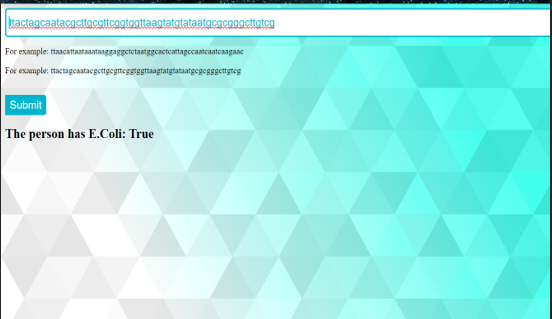 ttactagcaatacgcttgcgttcggtggttaagtatgtataatgcgcgggcttgtcg
For example: ttaacattaataaataaggaggctctaatggcactcattagccaatcaatcaagaac
For example: ttactagcaatacgcttgcgttcggtggttaagtatgtataatgcgcgggcttgtcg
Submit
The person has E.Coli: True